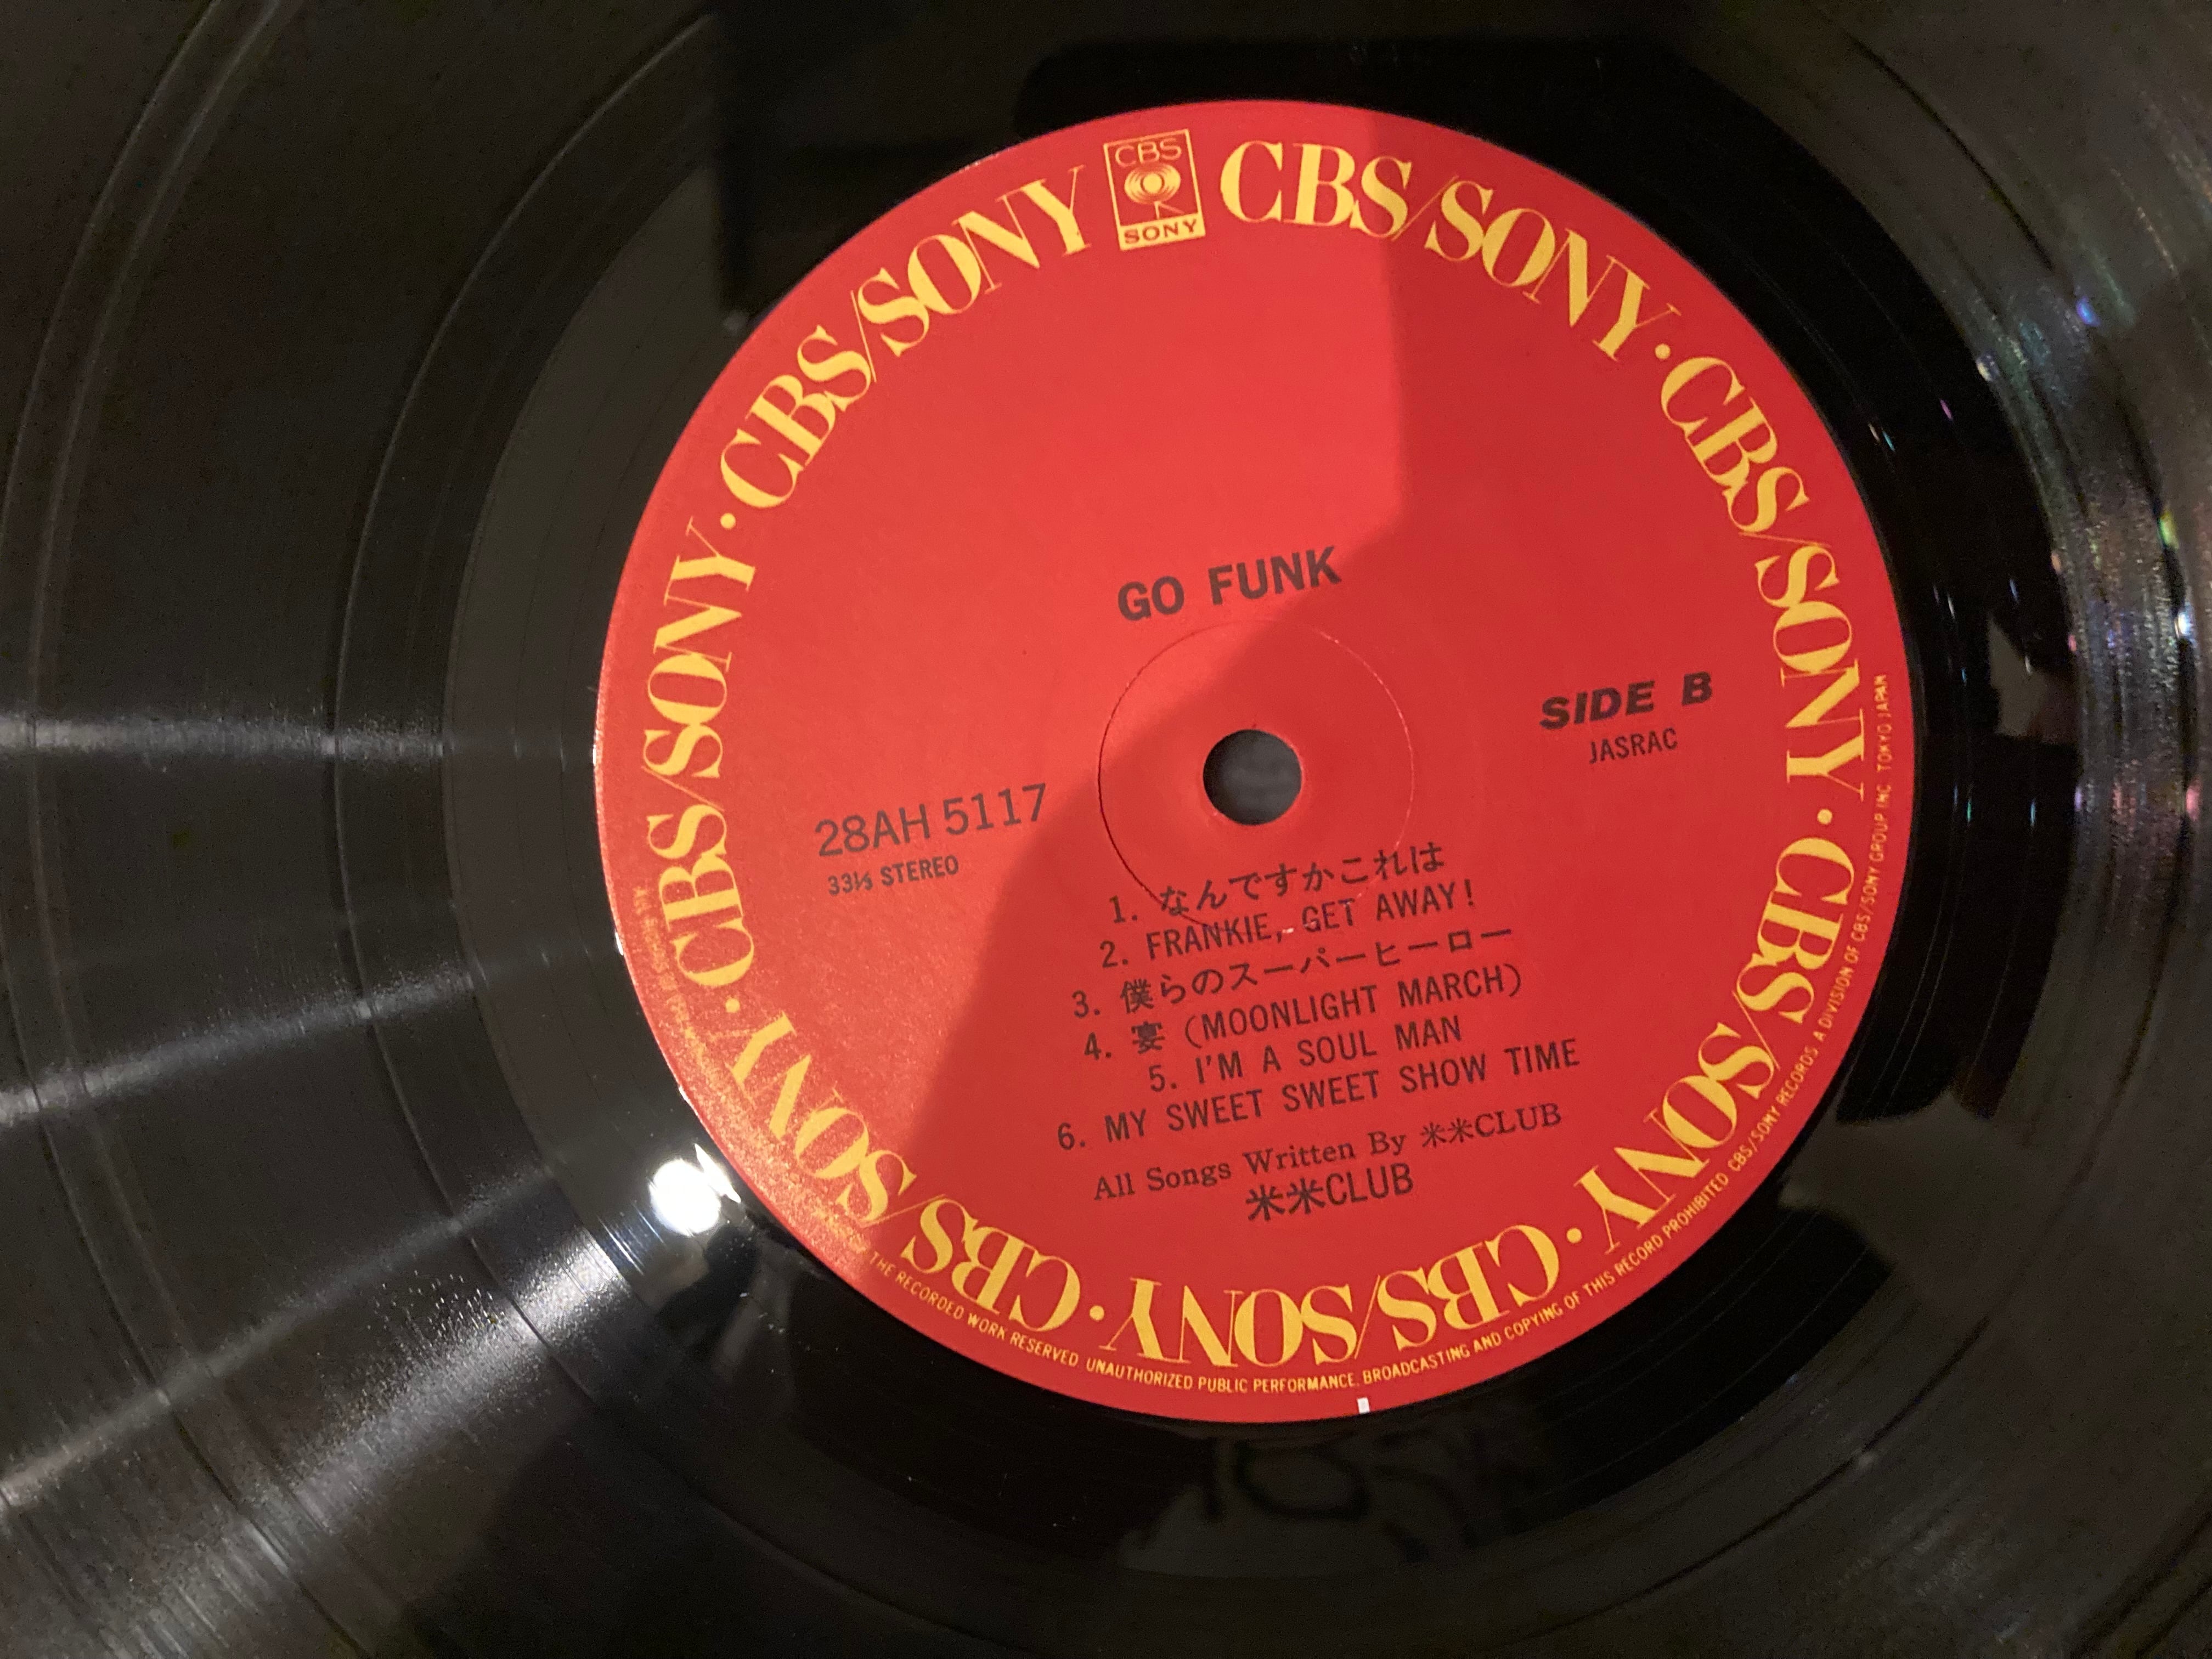 CBS
SONY
CBS/SONY · CBS/SONY · CBS/SONY · CBS/SONY · CBS/SONY · CBS/SONY · CBS/SONY
GO FUNK
SIDE B
JASRAC
28AH 5117
33⅓ STEREO
1. なんですかこれは
2. FRANKIE, GET AWAY!
3. 僕らのスーパーヒーロー
4. 宴 (MOONLIGHT MARCH)
5. I'M A SOUL MAN
6. MY SWEET SWEET SHOW TIME
All Songs Written By 米米CLUB
米米CLUB
THE RECORDED WORK RESERVED UNAUTHORIZED PUBLIC PERFORMANCE. BROADCASTING AND COPYING OF THIS RECORD PROHIBITED CBS/SONY RECORDS. A DIVISION OF CBS/SONY GROUP INC. TOKYO JAPAN